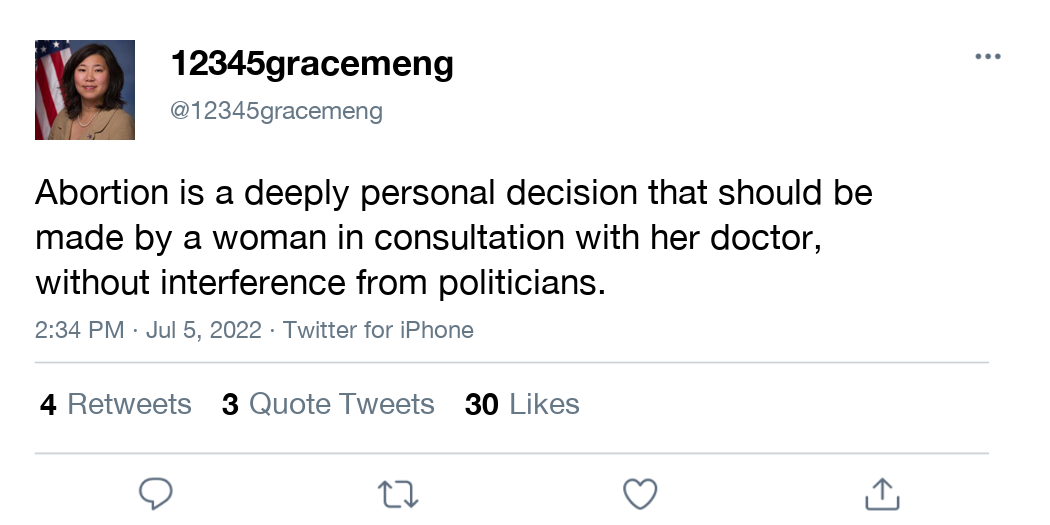 12345gracemeng
@12345gracemeng
Abortion is a deeply personal decision that should be
made by a woman in consultation with her doctor,
without interference from politicians.
2:34 PM · Jul 5, 2022 · Twitter for iPhone
4 Retweets 3 Quote Tweets 30 Likes